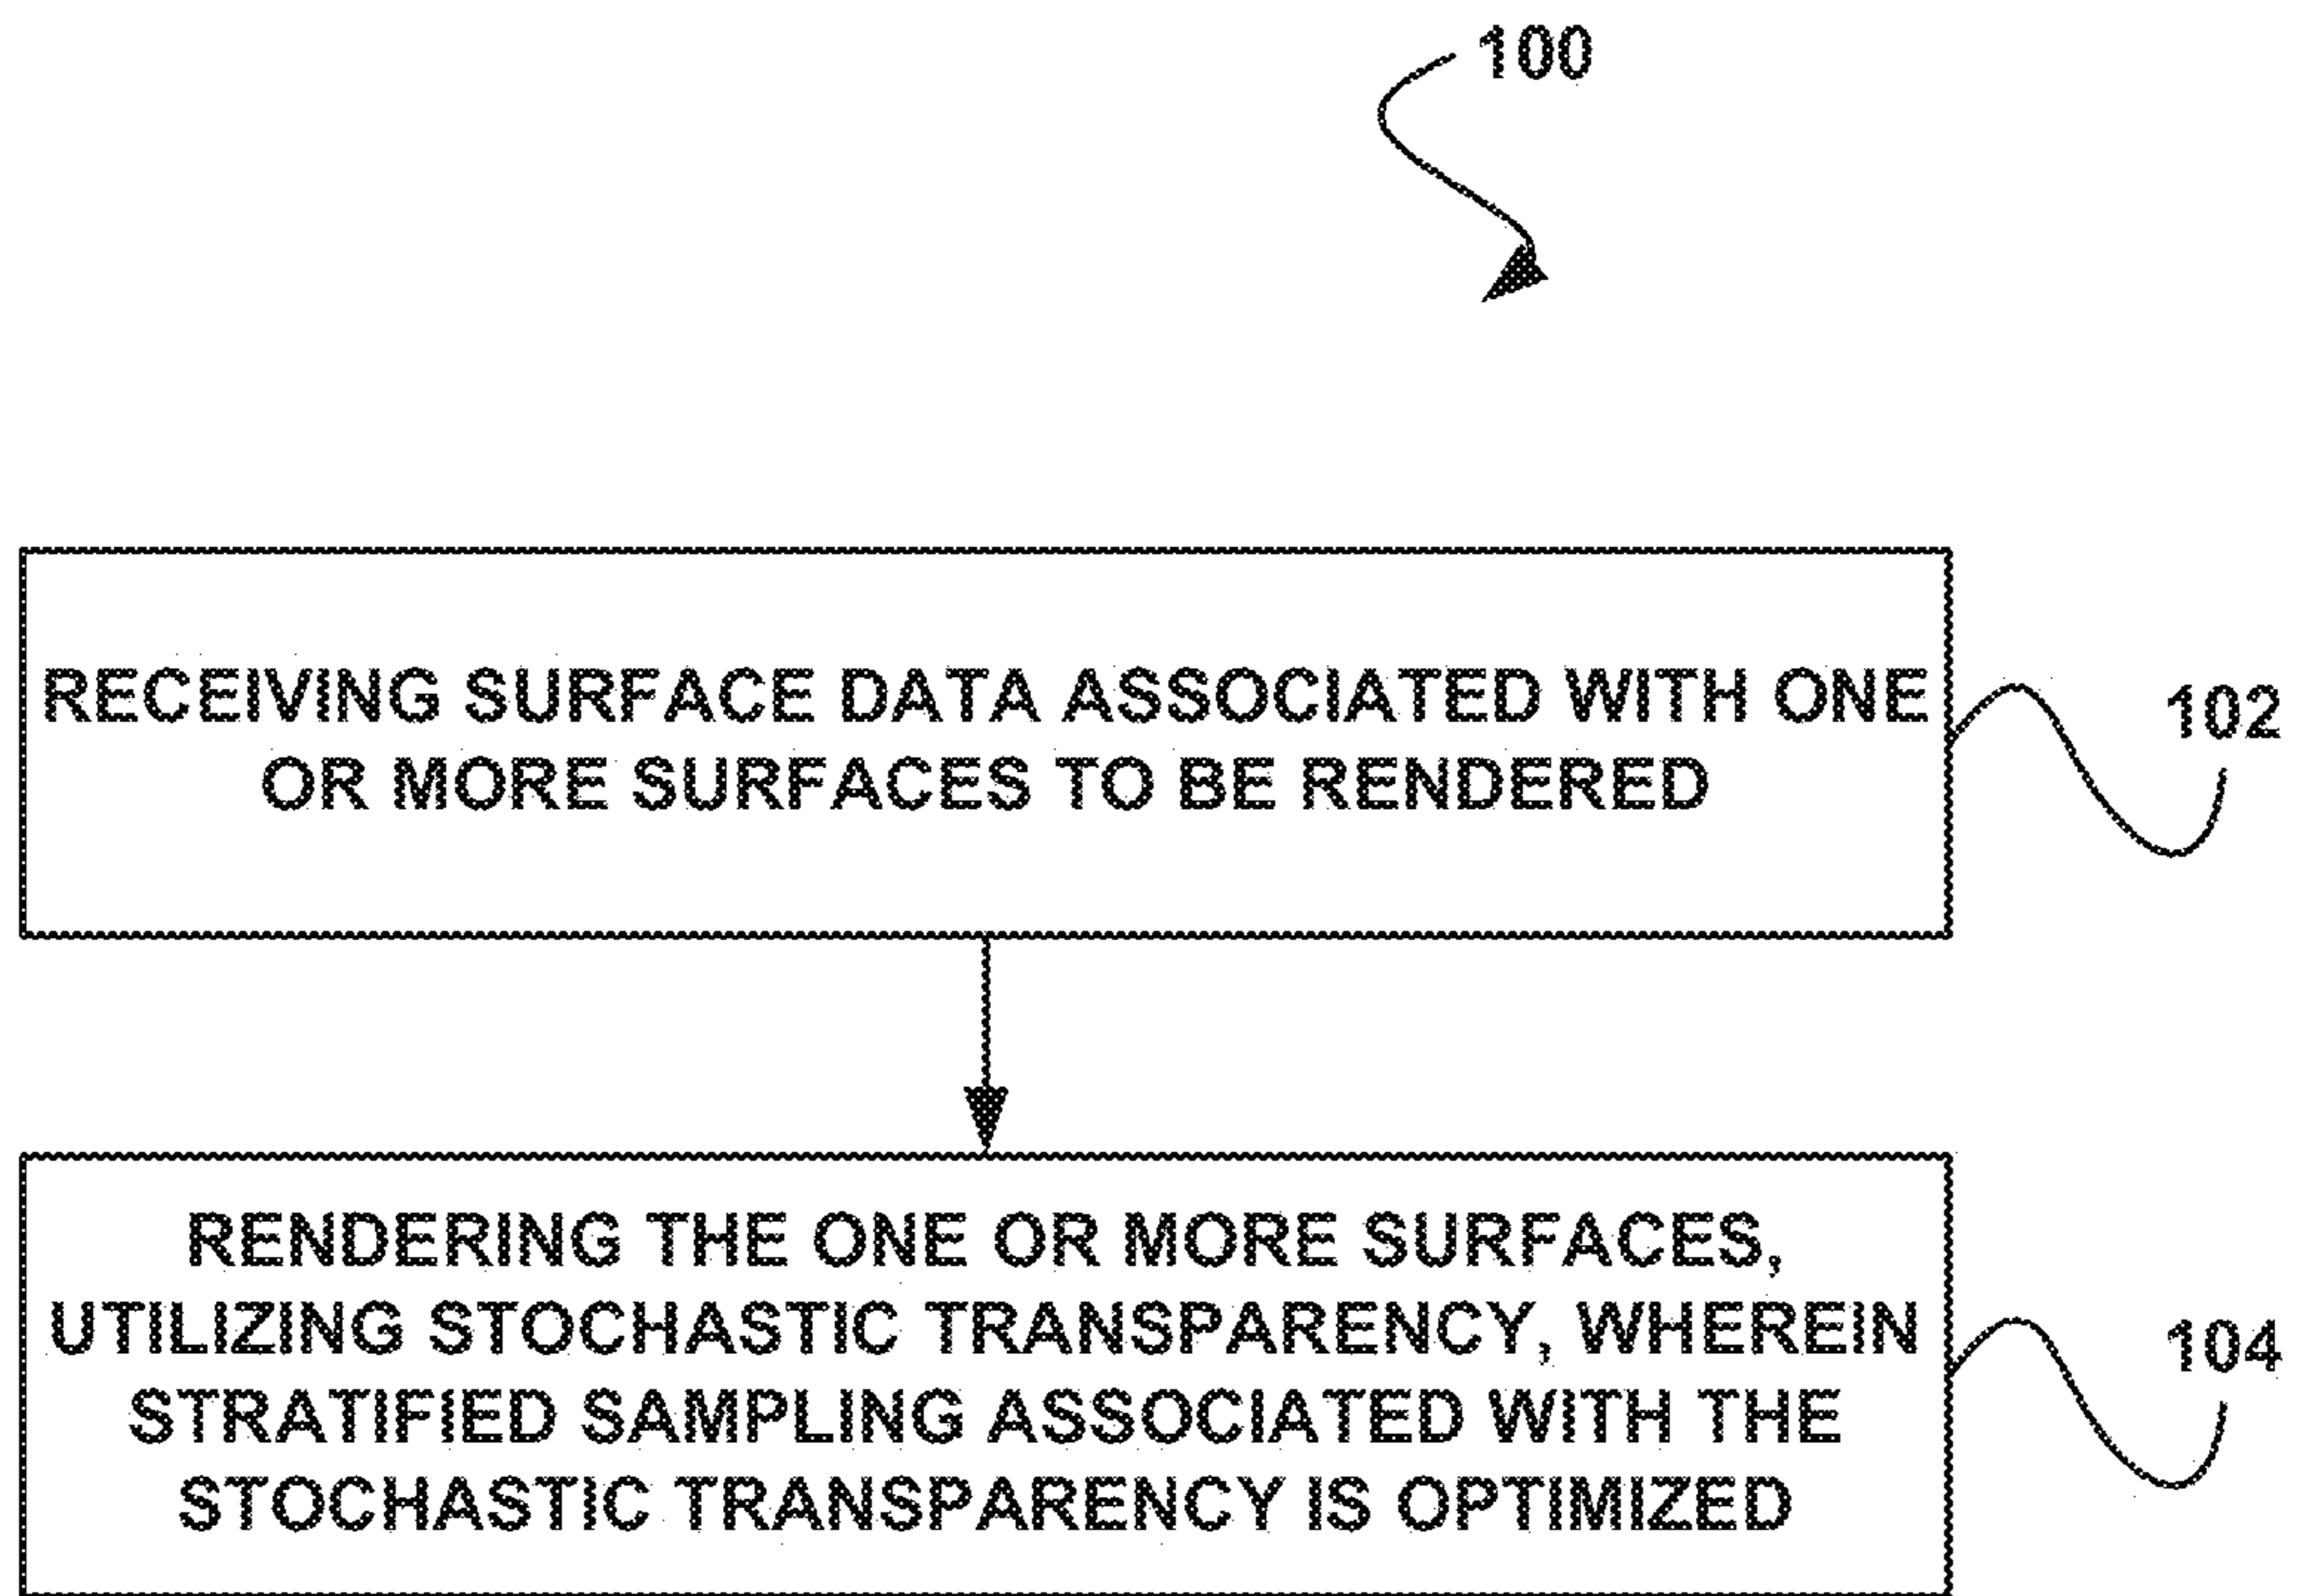 100
RECEIVING SURFACE DATA ASSOCIATED WITH ONE
OR MORE SURFACES TO BE RENDERED
102
RENDERING THE ONE OR MORE SURFACES,
UTILIZING STOCHASTIC TRANSPARENCY, WHEREIN
STRATIFIED SAMPLING ASSOCIATED WITH THE
STOCHASTIC TRANSPARENCY IS OPTIMIZED
104